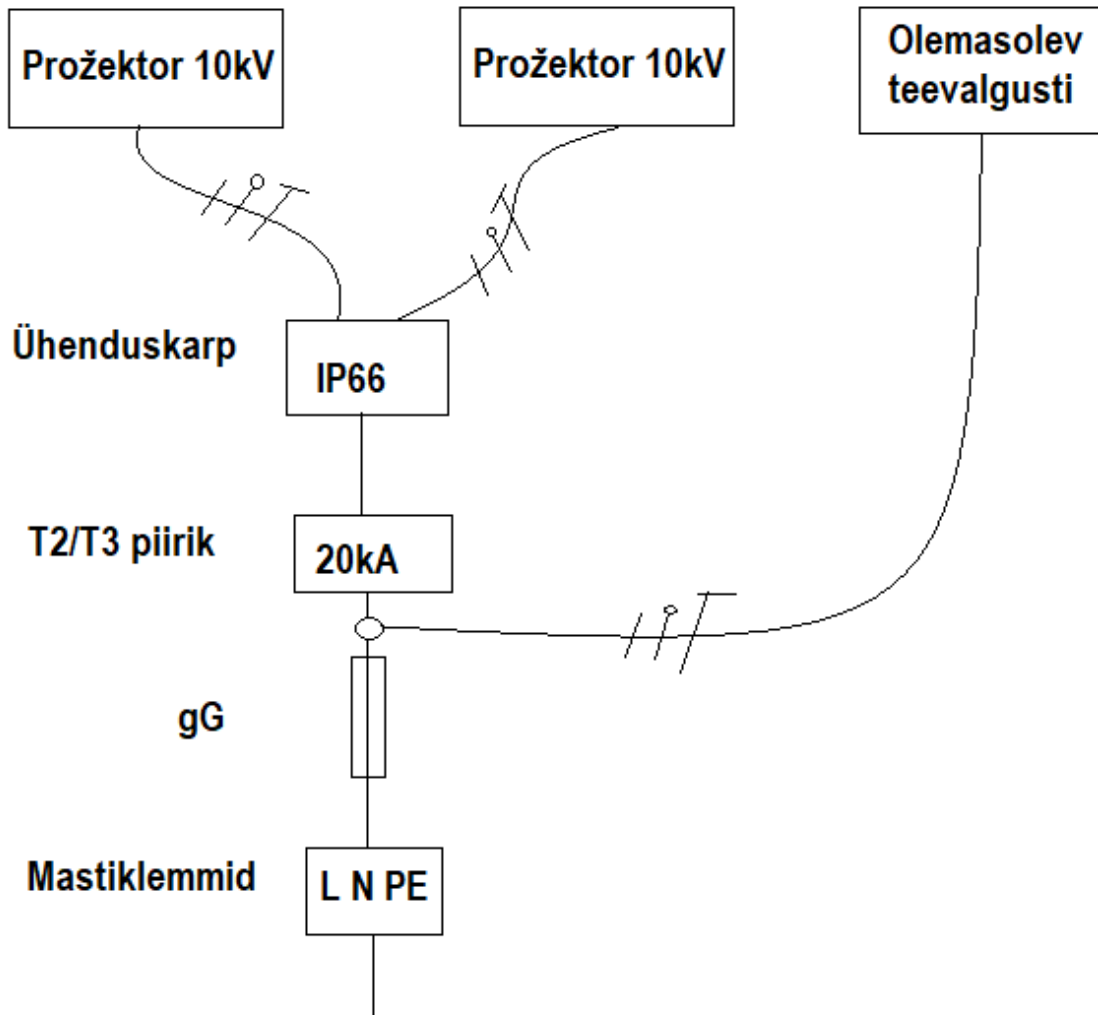 Prožektor 10kV
Prožektor 10kV
Olemasolev
teevalgusti
Ühenduskarp
IP66
T2/T3 piirik
20kA
gG
Mastiklemmid
L N PE